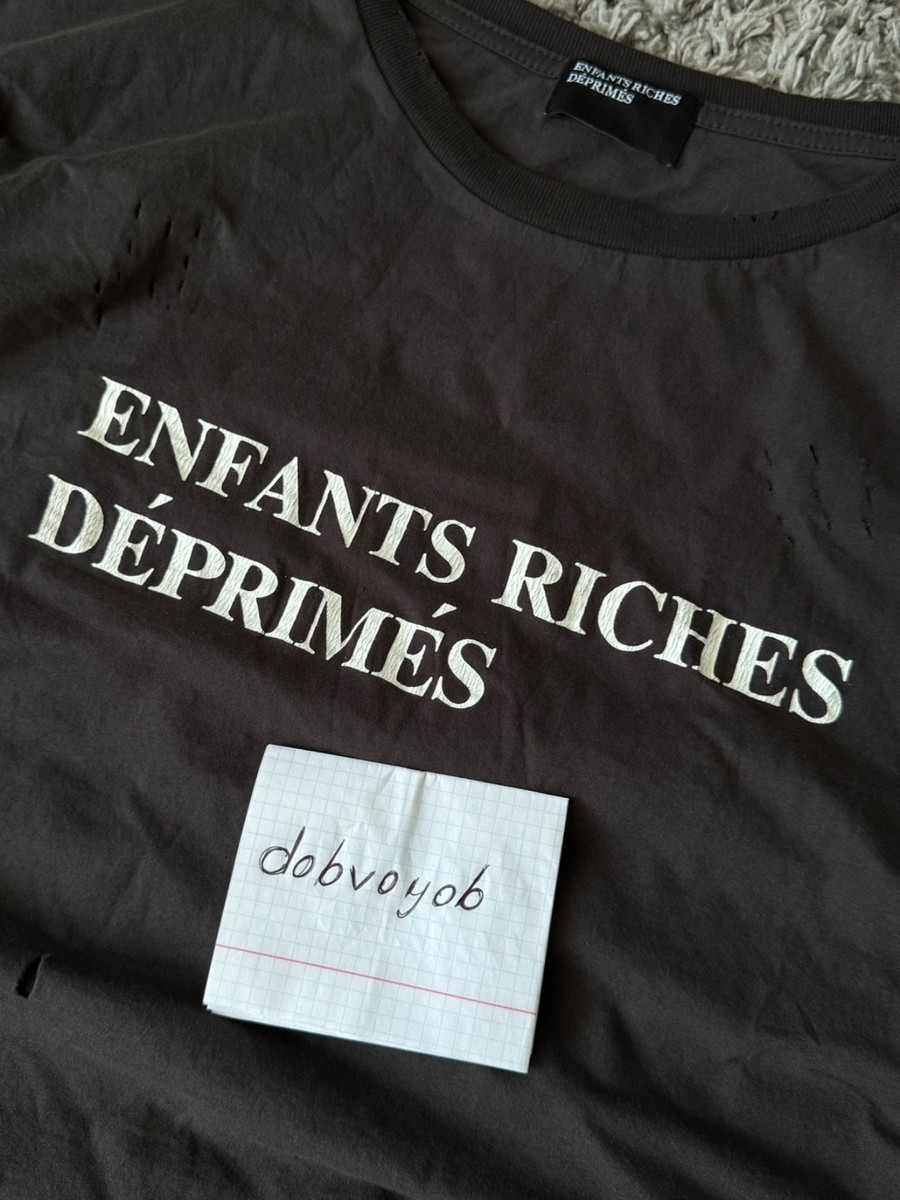 ENFANTS RICHES
DÉPRIMÉS
ENFANTS RICHES
DÉPRIMÉS
dobvoyob